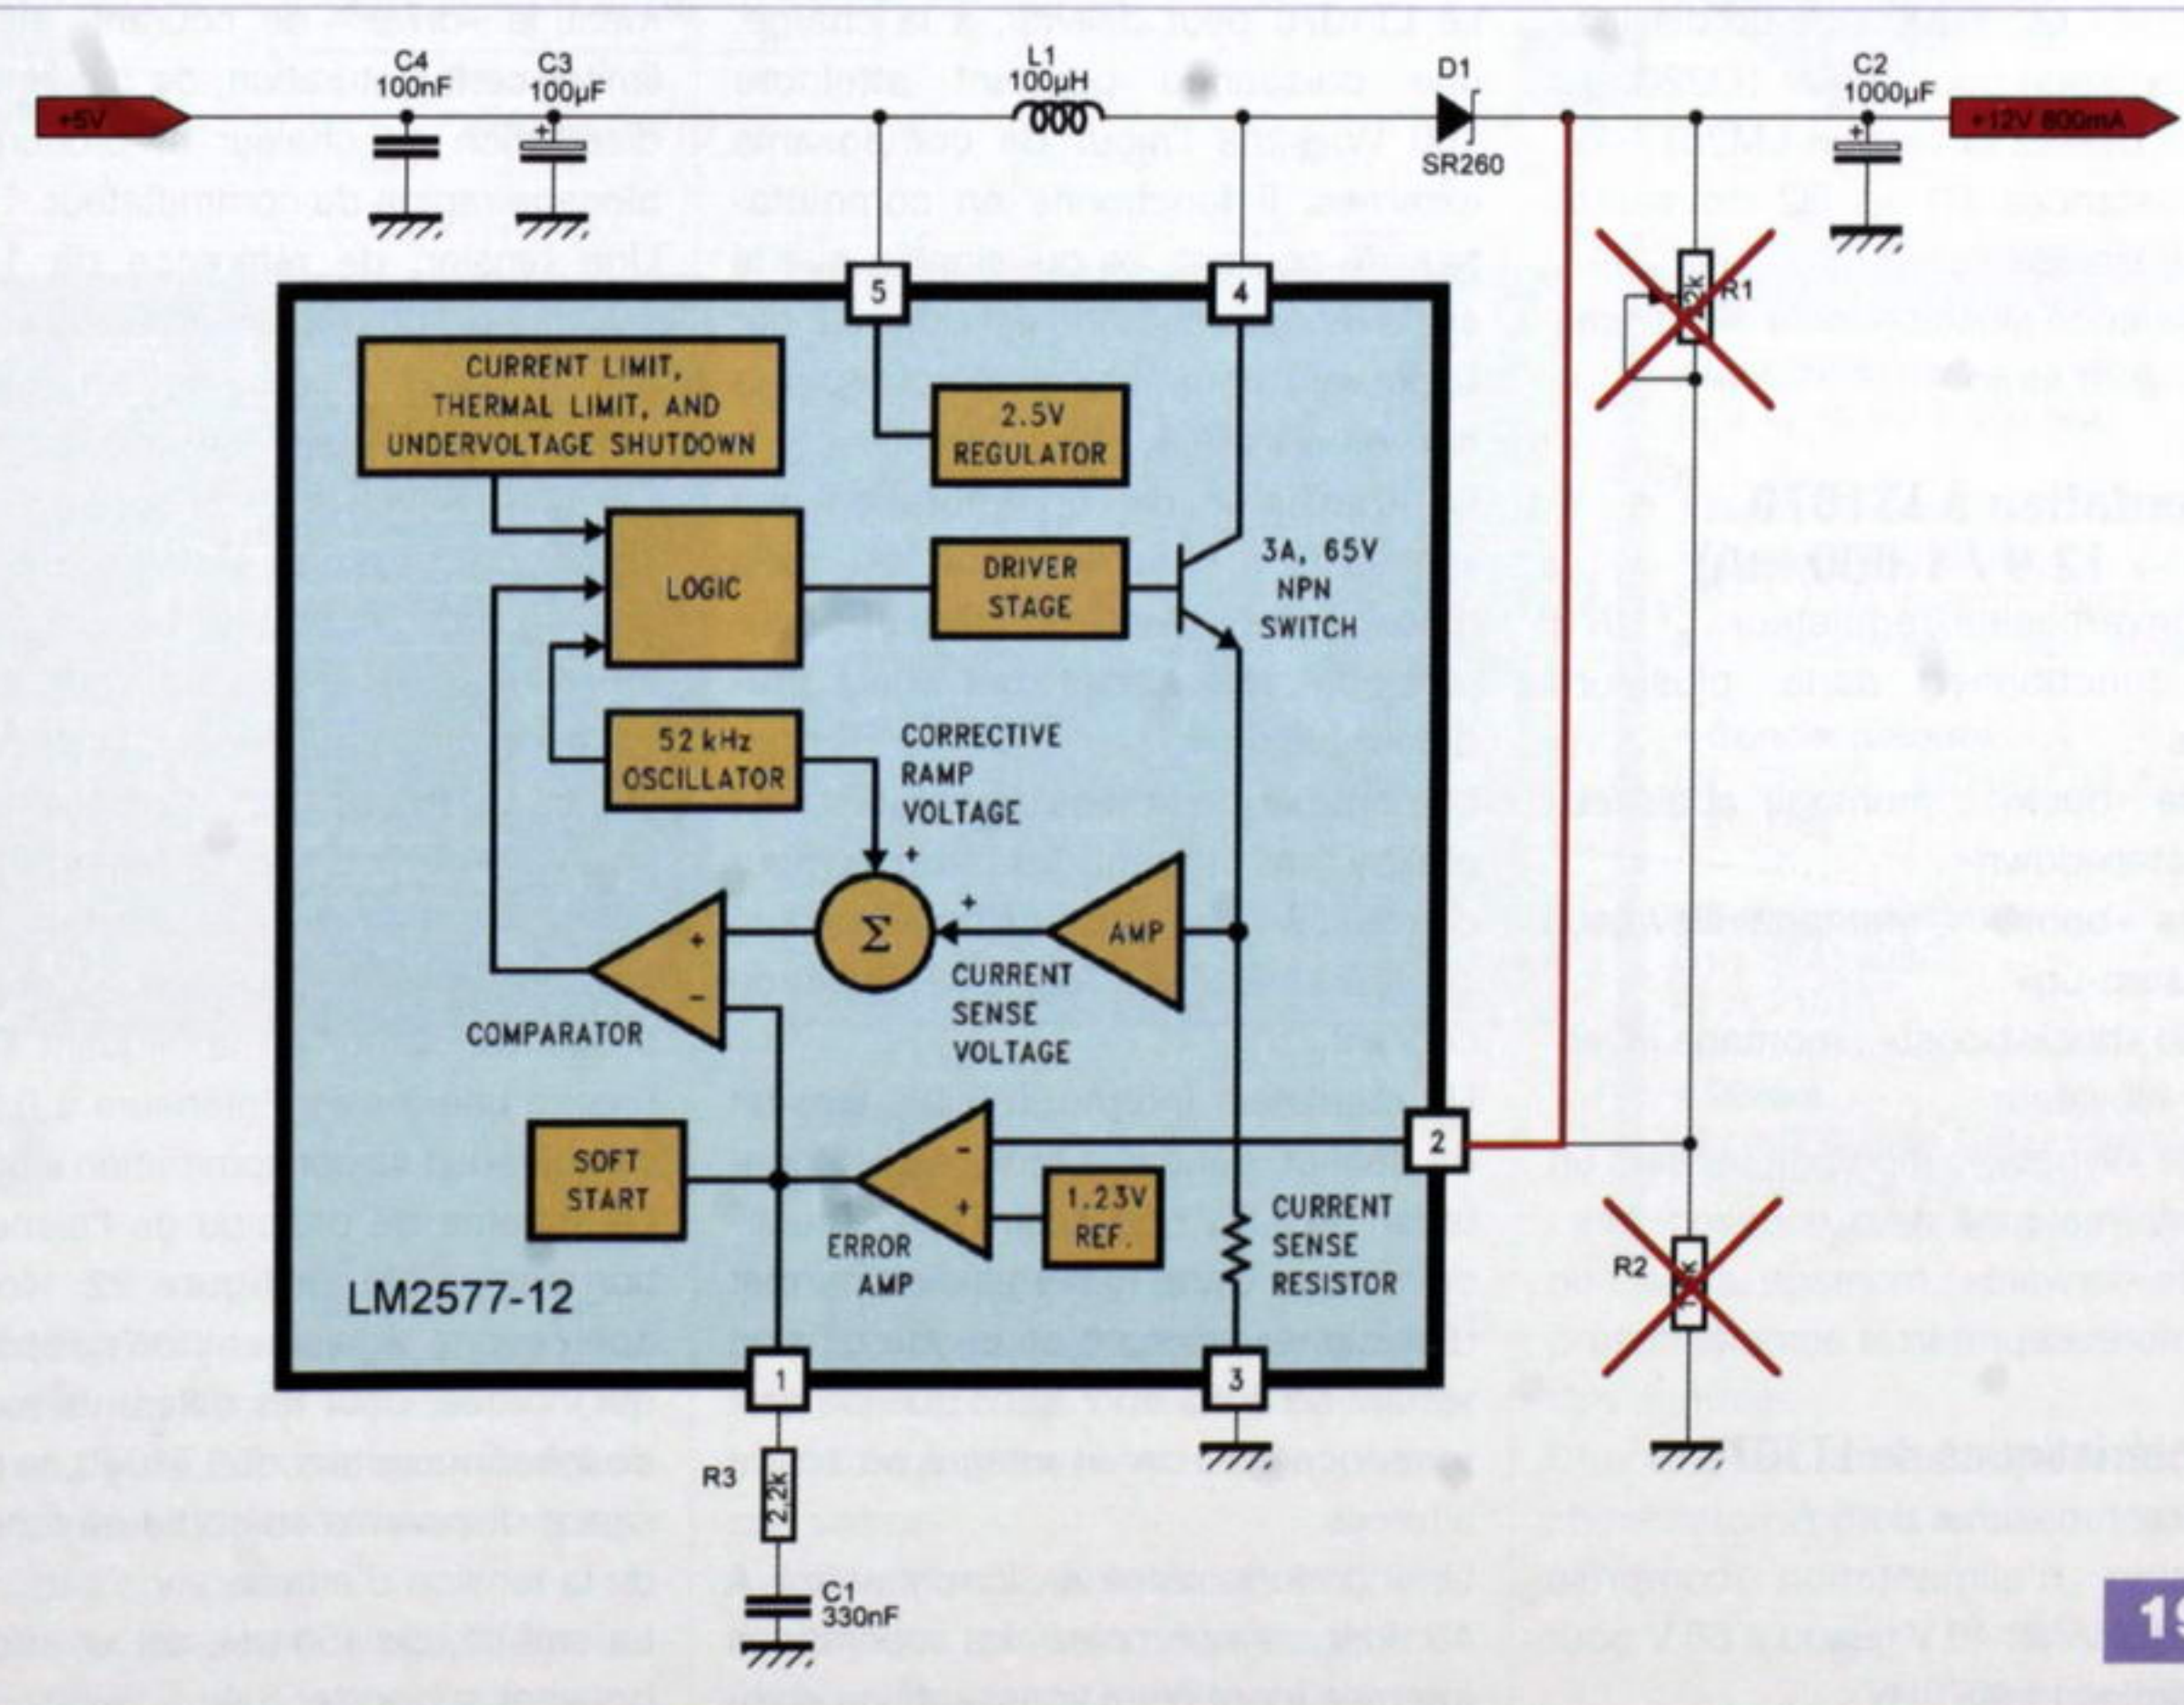 C4
100nF
C3
100µF
L1
100µH
D1
SR260
C2
1000µF
+5V
+12V 800mA
+
+
5
4
R1
CURRENT LIMIT,
THERMAL LIMIT, AND
UNDERVOLTAGE SHUTDOWN
2.5V
REGULATOR
LOGIC
DRIVER
STAGE
3A, 65V
NPN
SWITCH
52 kHz
OSCILLATOR
CORRECTIVE
RAMP
VOLTAGE
+
+
Σ
AMP
+
-
COMPARATOR
CURRENT
SENSE
VOLTAGE
2
SOFT
START
-
+
1.23V
REF.
ERROR
AMP
CURRENT
SENSE
RESISTOR
R2
LM2577-12
1
3
R3
2,2k
C1
330nF